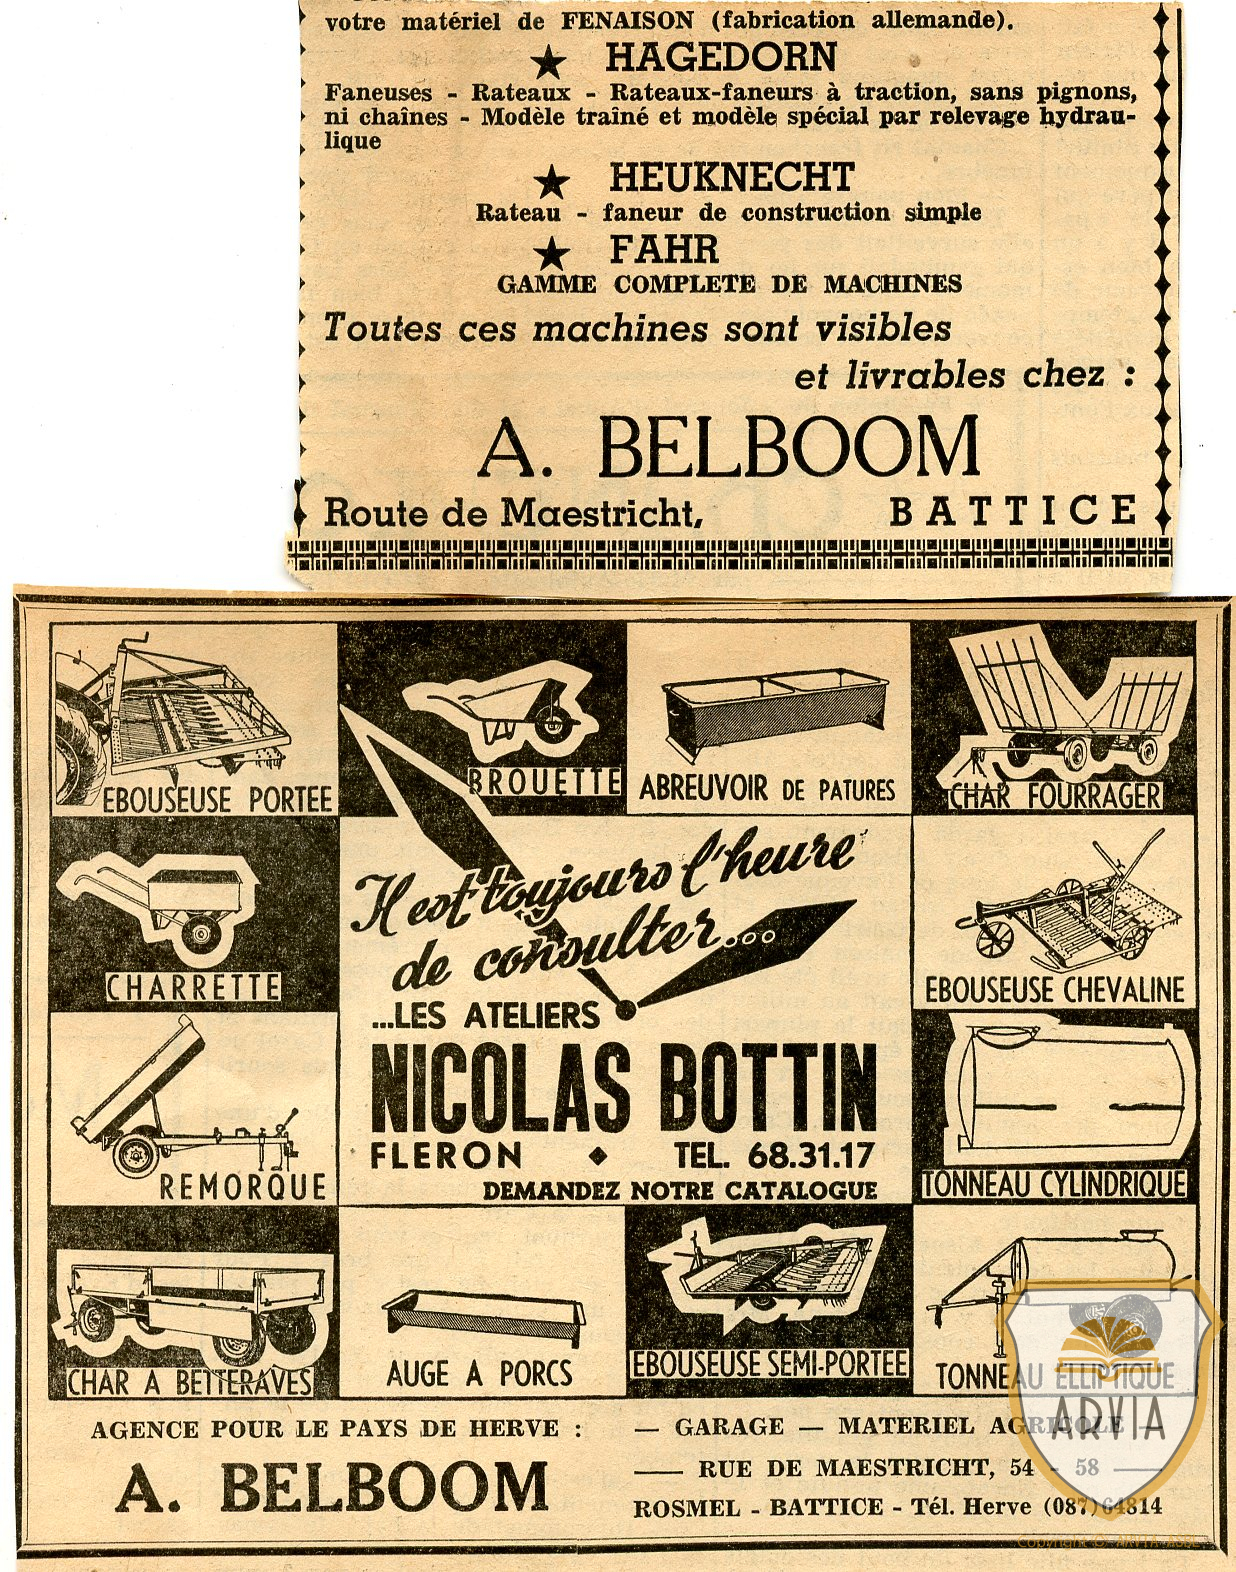 votre matériel de FENAISON (fabrication allemande).
HAGEDORN
Faneuses - Rateaux - Rateaux-faneurs à traction, sans pignons,
ni chaînes - Modèle traîné et modèle spécial par relevage hydrau-
lique
HEUKNECHT
Rateau - faneur de construction simple
FAHR
GAMME COMPLETE DE MACHINES
Toutes ces machines sont visibles
et livrables chez :
A. BELBOOM
Route de Maestricht, BATTICE
EBOUSEUSE PORTEE
BROUETTE
ABREUVOIR DE PATURES
CHAR FOURRAGER
CHARRETTE
Il est toujours l'heure
de consulter...
...LES ATELIERS
NICOLAS BOTTIN
FLERON ◆ TEL. 68.31.17
DEMANDEZ NOTRE CATALOGUE
EBOUSEUSE CHEVALINE
REMORQUE
TONNEAU CYLINDRIQUE
CHAR A BETTERAVES
AUGE A PORCS
EBOUSEUSE SEMI-PORTEE
TONNEAU ELLIPTIQUE
AGENCE POUR LE PAYS DE HERVE :
A. BELBOOM
— GARAGE — MATERIEL AGRICOLE —
— RUE DE MAESTRICHT, 54 - 58 —
ROSMEL - BATTICE - Tél. Herve (087) 64814
ARVIA
Copyright © ARVIA ASBL